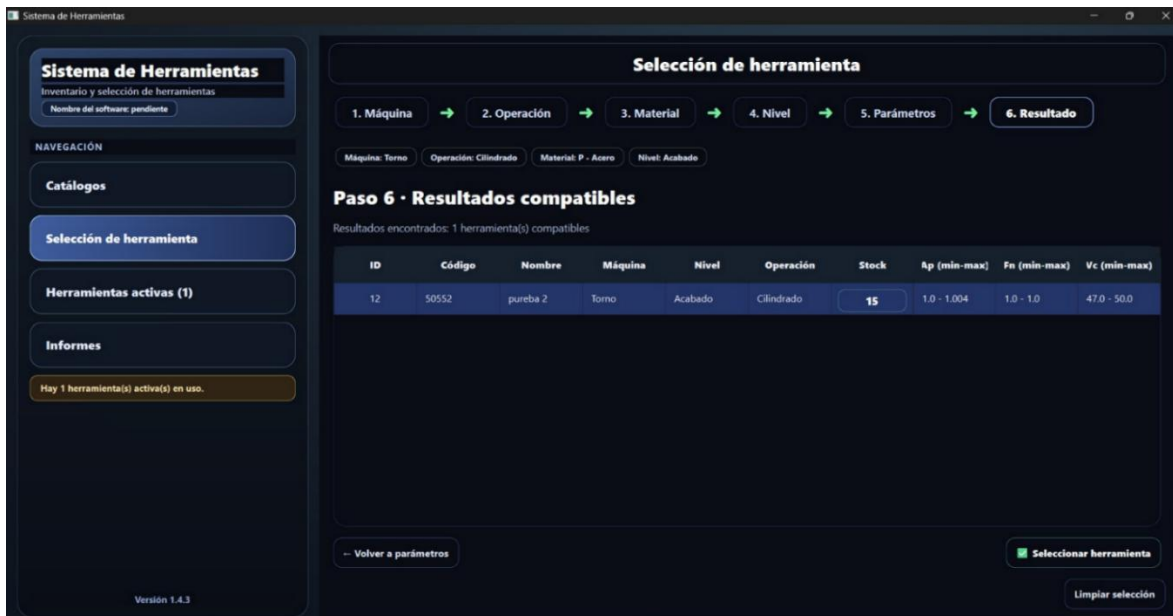 Sistema de Herramientas
Sistema de Herramientas
Inventario y selección de herramientas
Nombre del software: pendiente
NAVEGACIÓN
Catálogos
Selección de herramienta
Herramientas activas (1)
Informes
Hay 1 herramienta(s) activa(s) en uso.
Versión 1.4.3
Selección de herramienta
1. Máquina → 2. Operación → 3. Material → 4. Nivel → 5. Parámetros → 6. Resultado
Máquina: Torno Operación: Cilindrado Material: P - Acero Nivel: Acabado
Paso 6 · Resultados compatibles
Resultados encontrados: 1 herramienta(s) compatibles
ID Código Nombre Máquina Nivel Operación Stock Ap (min-max) Fn (min-max) Vc (min-max)
12 50552 pureba 2 Torno Acabado Cilindrado 15 1.0 - 1.004 1.0 - 1.0 47.0 - 50.0
← Volver a parámetros ✅ Seleccionar herramienta
Limpiar selección